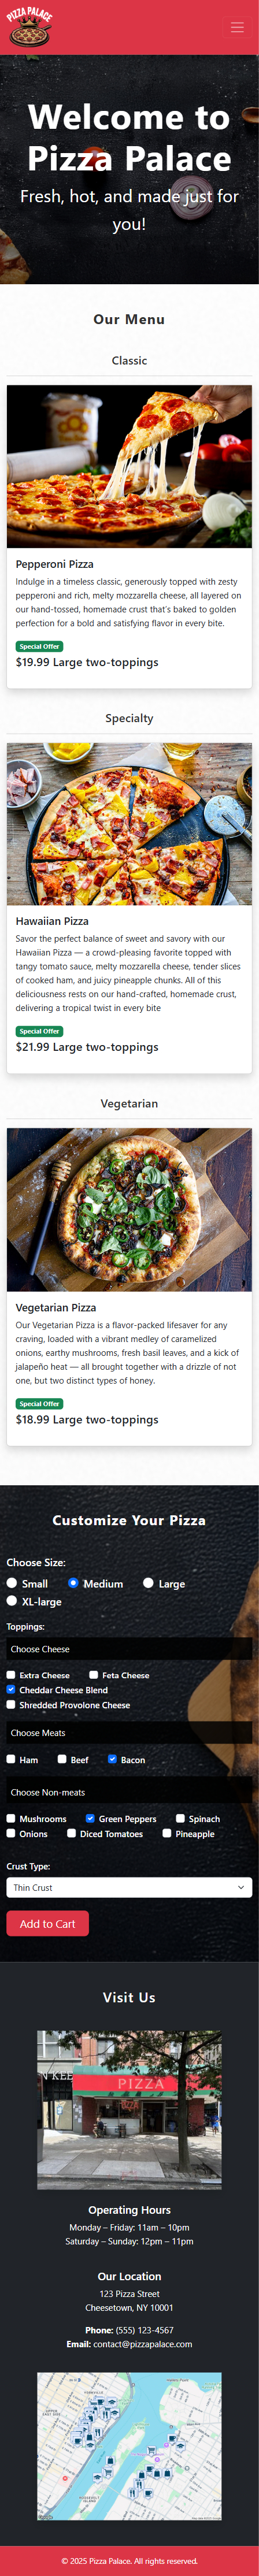 PIZZA PALACE
Welcome to
Pizza Palace
Fresh, hot, and made just for
you!
Our Menu
Classic
Pepperoni Pizza
Indulge in a timeless classic, generously topped with zesty
pepperoni and rich, melty mozzarella cheese, all layered on
our hand-tossed, homemade crust that's baked to golden
perfection for a bold and satisfying flavor in every bite.
Special Offer
$19.99 Large two-toppings
Specialty
Hawaiian Pizza
Savor the perfect balance of sweet and savory with our
Hawaiian Pizza — a crowd-pleasing favorite topped with
tangy tomato sauce, melty mozzarella cheese, tender slices
of cooked ham, and juicy pineapple chunks. All of this
deliciousness rests on our hand-crafted, homemade crust,
delivering a tropical twist in every bite
Special Offer
$21.99 Large two-toppings
Vegetarian
Vegetarian Pizza
Our Vegetarian Pizza is a flavor-packed lifesaver for any
craving, loaded with a vibrant medley of caramelized
onions, earthy mushrooms, fresh basil leaves, and a kick of
jalapeño heat — all brought together with a drizzle of not
one, but two distinct types of honey.
Special Offer
$18.99 Large two-toppings
Customize Your Pizza
Choose Size:
Small Medium Large
XL-large
Toppings:
Choose Cheese
Extra Cheese Feta Cheese
Cheddar Cheese Blend
Shredded Provolone Cheese
Choose Meats
Ham Beef Bacon
Choose Non-meats
Mushrooms Green Peppers Spinach
Onions Diced Tomatoes Pineapple
Crust Type:
Thin Crust
Add to Cart
Visit Us
PIZZA
Operating Hours
Monday – Friday: 11am – 10pm
Saturday – Sunday: 12pm – 11pm
Our Location
123 Pizza Street
Cheesetown, NY 10001
Phone: (555) 123-4567
Email: contact@pizzapalace.com
ROOSEVELT
ISLAND
© 2025 Pizza Palace. All rights reserved.